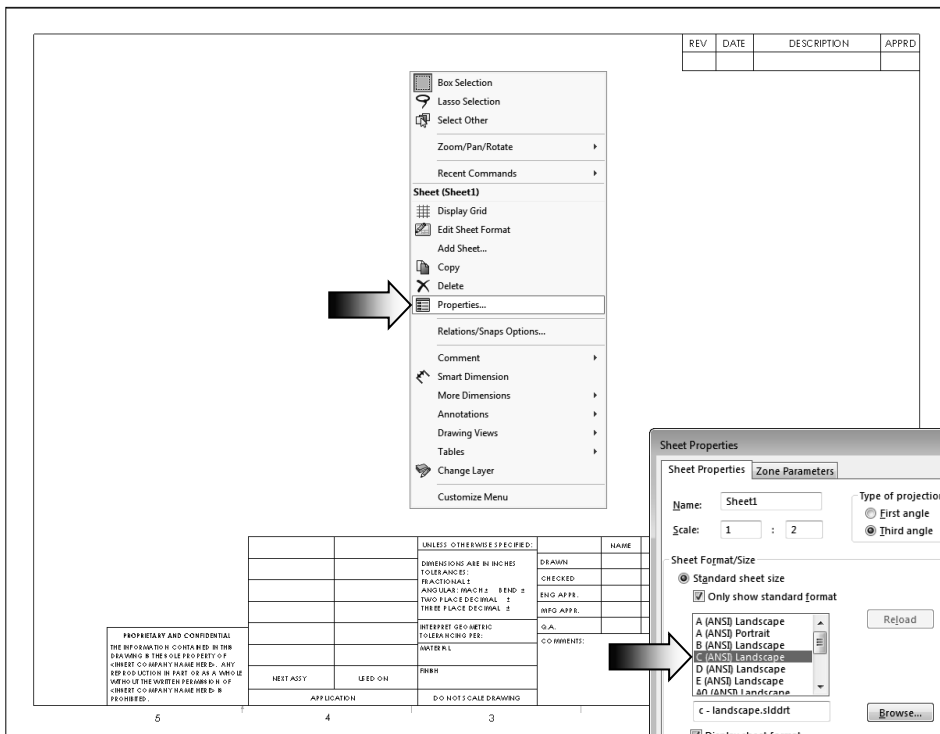 REV DATE DESCRIPTION APPRD
Box Selection
Lasso Selection
Select Other
Zoom/Pan/Rotate
Recent Commands
Sheet (Sheet1)
Display Grid
Edit Sheet Format
Add Sheet...
Copy
Delete
Properties...
Relations/Snaps Options...
Comment
Smart Dimension
More Dimensions
Annotations
Drawing Views
Tables
Change Layer
Customize Menu
PROPRIETARY AND CONFIDENTIAL
THE INFORMATION CONTAINED IN THIS
DRAWING IS THE SOLE PROPERTY OF
<INSERT COMPANY NAME HERE>. ANY
REPRODUCTION IN PART OR AS A WHOLE
WITHOUT THE WRITTEN PERMISSION OF
<INSERT COMPANY NAME HERE> IS
PROHIBITED.
NEXT ASSY USED ON
APPLICATION
UNLESS OTHERWISE SPECIFIED:
DIMENSIONS ARE IN INCHES
TOLERANCES:
FRACTIONAL ±
ANGULAR: MACH ± BEND ±
TWO PLACE DECIMAL ±
THREE PLACE DECIMAL ±
INTERPRET GEOMETRIC
TOLERANCING PER:
MATERIAL
FINISH
DO NOT SCALE DRAWING
NAME
DRAWN
CHECKED
ENG APPR.
MFG APPR.
Q.A.
COMMENTS:
5 4 3
Sheet Properties
Sheet Properties Zone Parameters
Name: Sheet1
Scale: 1 : 2
Type of projection
First angle
Third angle
Sheet Format/Size
Standard sheet size
Only show standard format
A (ANSI) Landscape
A (ANSI) Portrait
B (ANSI) Landscape
C (ANSI) Landscape
D (ANSI) Landscape
E (ANSI) Landscape
A0 (ANSI) Landscape
Reload
c - landscape.slddrt
Browse...
Display sheet format